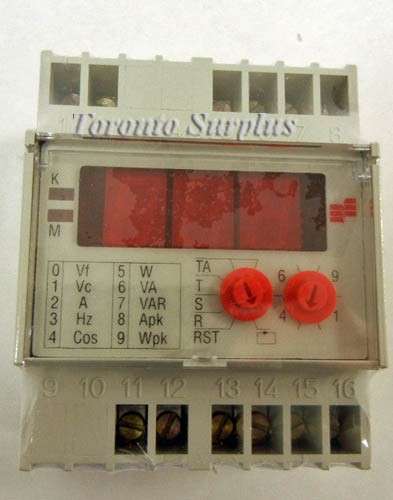 Toronto Surplus
K
M
0 Vf 5 W
1 Vc 6 VA
2 A 7 VAR
3 Hz 8 Apk
4 Cos 9 Wpk
TA
T
S
R
RST
6 9
4 1
9 10 11 12 13 14 15 16